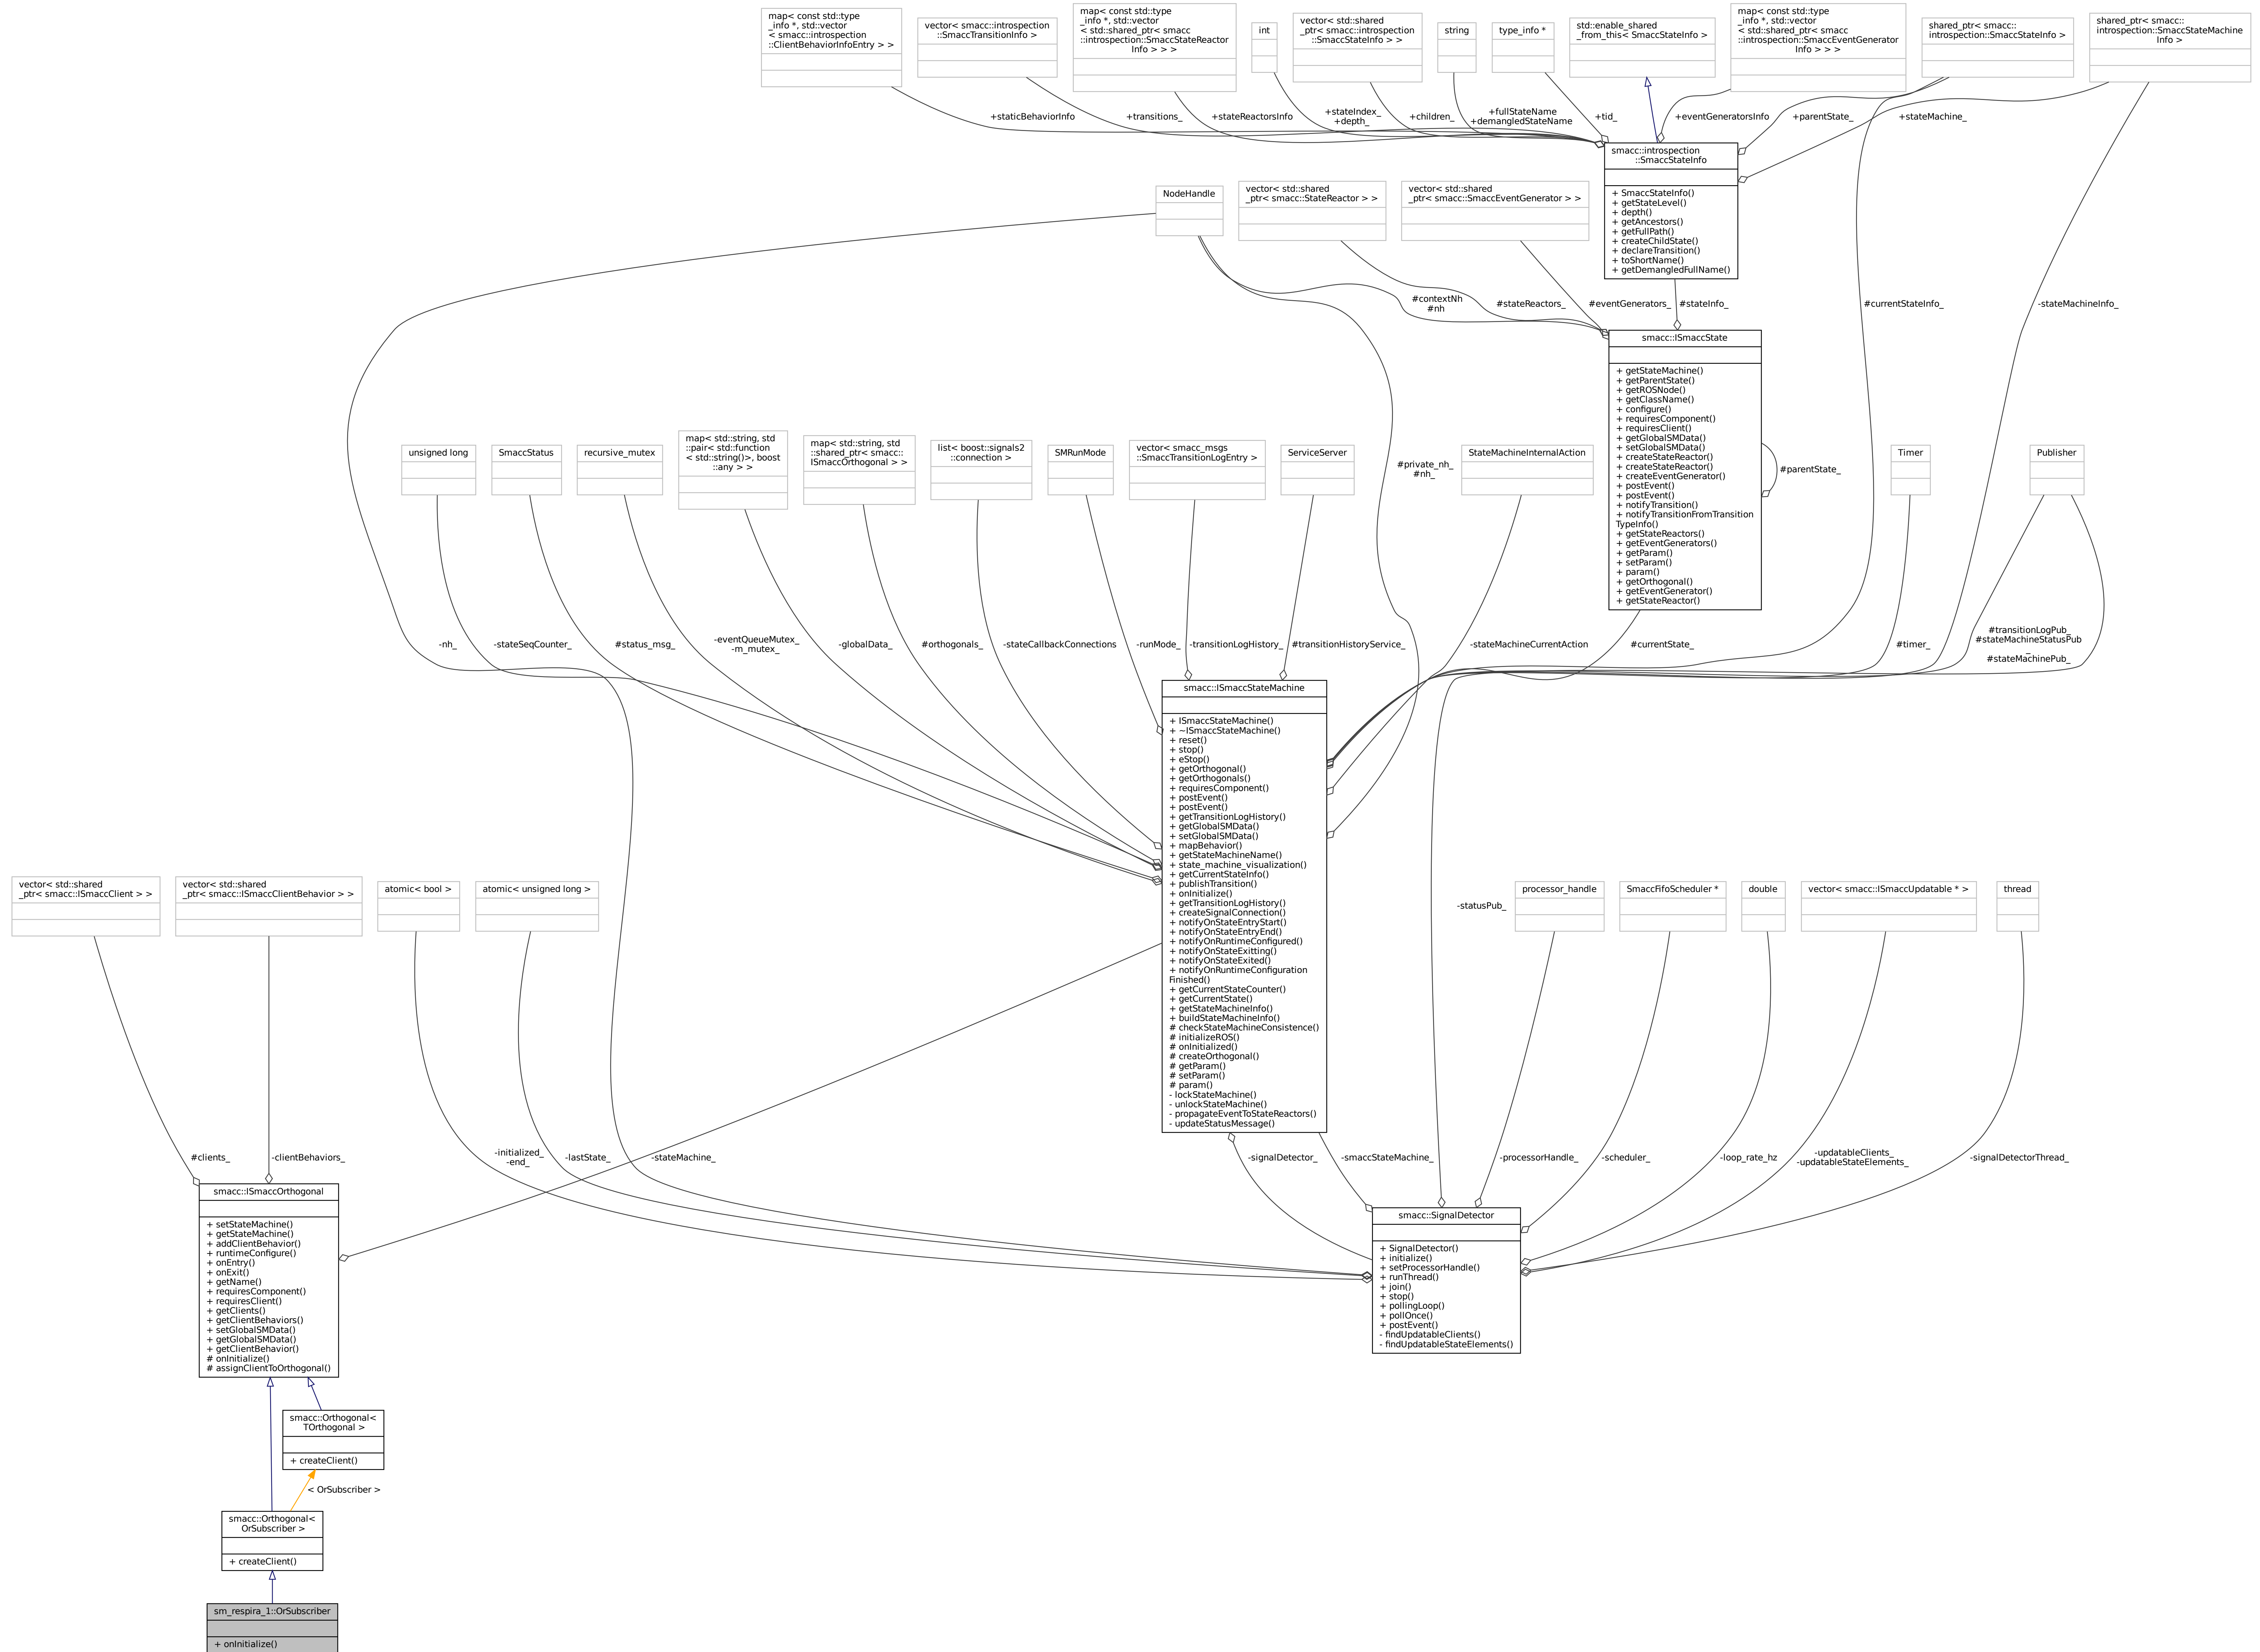 map< const std::type
_info *, std::vector
< smacc::introspection
::ClientBehaviorInfoEntry > >
vector< smacc::introspection
::SmaccTransitionInfo >
map< const std::type
_info *, std::vector
< std::shared_ptr< smacc
::introspection::SmaccStateReactor
Info > > >
int
vector< std::shared
_ptr< smacc::introspection
::SmaccStateInfo > >
string
type_info *
std::enable_shared
_from_this< SmaccStateInfo >
map< const std::type
_info *, std::vector
< std::shared_ptr< smacc
::introspection::SmaccEventGenerator
Info > > >
shared_ptr< smacc::
introspection::SmaccStateInfo >
shared_ptr< smacc::
introspection::SmaccStateMachine
Info >
+staticBehaviorInfo
+transitions_
+stateReactorsInfo
+stateIndex_
+depth_
+children_
+fullStateName
+demangledStateName
+tid_
+eventGeneratorsInfo
+parentState_
+stateMachine_
smacc::introspection
::SmaccStateInfo
+ SmaccStateInfo()
+ getStateLevel()
+ depth()
+ getAncestors()
+ getFullPath()
+ createChildState()
+ declareTransition()
+ toShortName()
+ getDemangledFullName()
NodeHandle
vector< std::shared
_ptr< smacc::StateReactor > >
vector< std::shared
_ptr< smacc::SmaccEventGenerator > >
#contextNh
#nh
#stateReactors_
#eventGenerators_
#stateInfo_
#currentStateInfo_
-stateMachineInfo_
smacc::ISmaccState
+ getStateMachine()
+ getParentState()
+ getROSNode()
+ getClassName()
+ configure()
+ requiresComponent()
+ requiresClient()
+ getGlobalSMData()
+ setGlobalSMData()
+ createStateReactor()
+ createStateReactor()
+ createEventGenerator()
+ postEvent()
+ postEvent()
+ notifyTransition()
+ notifyTransitionFromTransition
TypeInfo()
+ getStateReactors()
+ getEventGenerators()
+ getParam()
+ setParam()
+ param()
+ getOrthogonal()
+ getEventGenerator()
+ getStateReactor()
#parentState_
unsigned long
SmaccStatus
recursive_mutex
map< std::string, std
::pair< std::function
< std::string()>, boost
::any > >
map< std::string, std
::shared_ptr< smacc::
ISmaccOrthogonal > >
list< boost::signals2
::connection >
SMRunMode
vector< smacc_msgs
::SmaccTransitionLogEntry >
ServiceServer
#private_nh_
#nh_
StateMachineInternalAction
Timer
Publisher
-nh_
-stateSeqCounter_
#status_msg_
-eventQueueMutex_
-m_mutex_
-globalData_
#orthogonals_
-stateCallbackConnections
-runMode_
-transitionLogHistory_
#transitionHistoryService_
-stateMachineCurrentAction
#currentState_
#timer_
#transitionLogPub_
#stateMachineStatusPub
_
#stateMachinePub_
smacc::ISmaccStateMachine
+ ISmaccStateMachine()
+ ~ISmaccStateMachine()
+ reset()
+ stop()
+ eStop()
+ getOrthogonal()
+ getOrthogonals()
+ requiresComponent()
+ postEvent()
+ postEvent()
+ getTransitionLogHistory()
+ getGlobalSMData()
+ setGlobalSMData()
+ mapBehavior()
+ getStateMachineName()
+ state_machine_visualization()
+ getCurrentStateInfo()
+ publishTransition()
+ onInitialize()
+ getTransitionLogHistory()
+ createSignalConnection()
+ notifyOnStateEntryStart()
+ notifyOnStateEntryEnd()
+ notifyOnRuntimeConfigured()
+ notifyOnStateExitting()
+ notifyOnStateExited()
+ notifyOnRuntimeConfiguration
Finished()
+ getCurrentStateCounter()
+ getCurrentState()
+ getStateMachineInfo()
+ buildStateMachineInfo()
# checkStateMachineConsistence()
# initializeROS()
# onInitialized()
# createOrthogonal()
# getParam()
# setParam()
# param()
- lockStateMachine()
- unlockStateMachine()
- propagateEventToStateReactors()
- updateStatusMessage()
vector< std::shared
_ptr< smacc::ISmaccClient > >
vector< std::shared
_ptr< smacc::ISmaccClientBehavior > >
atomic< bool >
atomic< unsigned long >
-statusPub_
processor_handle
SmaccFifoScheduler *
double
vector< smacc::ISmaccUpdatable * >
thread
#clients_
-clientBehaviors_
-initialized_
-end_
-lastState_
-stateMachine_
-signalDetector_
-smaccStateMachine_
-processorHandle_
-scheduler_
-loop_rate_hz
-updatableClients_
-updatableStateElements_
-signalDetectorThread_
smacc::ISmaccOrthogonal
+ setStateMachine()
+ getStateMachine()
+ addClientBehavior()
+ runtimeConfigure()
+ onEntry()
+ onExit()
+ getName()
+ requiresComponent()
+ requiresClient()
+ getClients()
+ getClientBehaviors()
+ setGlobalSMData()
+ getGlobalSMData()
+ getClientBehavior()
# onInitialize()
# assignClientToOrthogonal()
smacc::SignalDetector
+ SignalDetector()
+ initialize()
+ setProcessorHandle()
+ runThread()
+ join()
+ stop()
+ pollingLoop()
+ pollOnce()
+ postEvent()
- findUpdatableClients()
- findUpdatableStateElements()
smacc::Orthogonal<
TOrthogonal >
+ createClient()
< OrSubscriber >
smacc::Orthogonal<
OrSubscriber >
+ createClient()
sm_respira_1::OrSubscriber
+ onInitialize()